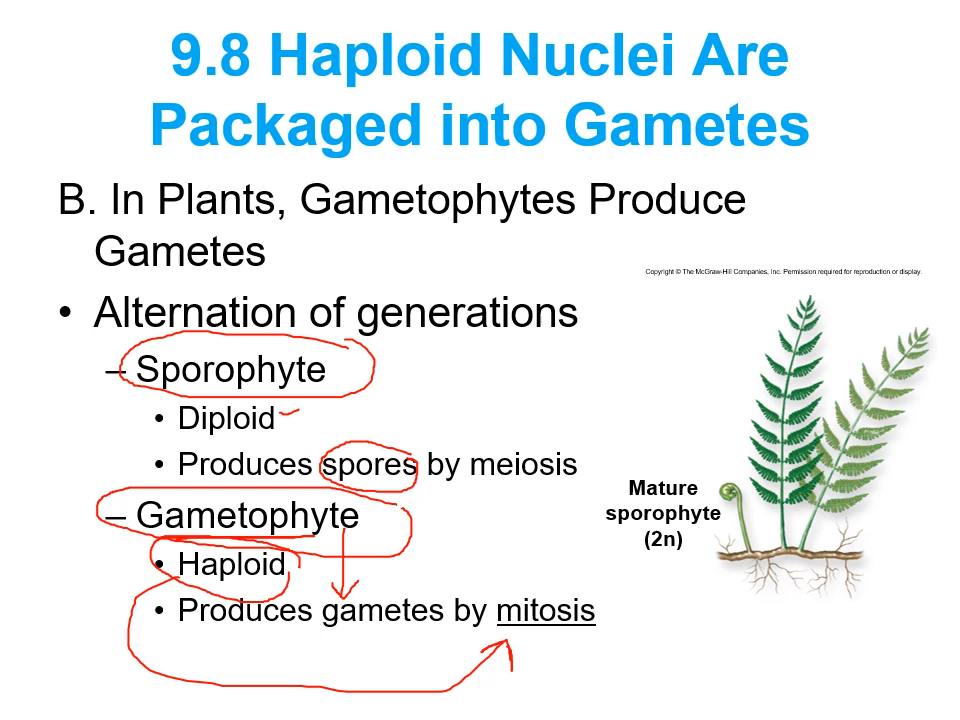 9.8 Haploid Nuclei Are
Packaged into Gametes
B. In Plants, Gametophytes Produce
Gametes
Copyright © The McGraw-Hill Companies, Inc. Permission required for reproduction or display.
• Alternation of generations
– Sporophyte
• Diploid
• Produces spores by meiosis
– Gametophyte
• Haploid
• Produces gametes by mitosis
Mature
sporophyte
(2n)